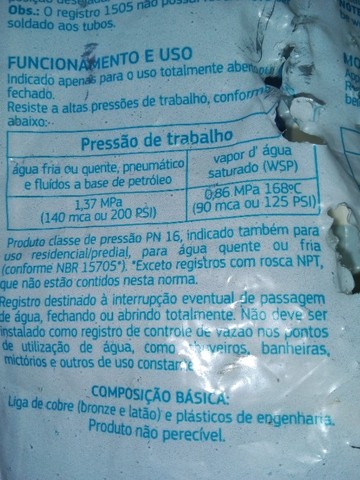 Obs.: O registro 1505 não
soldado aos tubos.
FUNCIONAMENTO E USO
Indicado apenas para o uso totalmente
fechado.
Resiste a altas pressões de trabalho, conforme
abaixo:
Pressão de trabalho
água fria ou quente, pneumático
e fluídos a base de petróleo
vapor d' água
saturado (WSP)
1,37 MPa
(140 mca ou 200 PSI)
0,86 MPa 168ºC
(90 mca ou 125 PSI)
Produto classe de pressão PN 16, indicado também para
uso residencial/predial, para água quente ou fria
(conforme NBR 15705*). *Exceto registros com rosca NPT,
que não estão contidos nesta norma.
Registro destinado à interrupção eventual de passagem
de água, fechando ou abrindo totalmente. Não deve ser
instalado como registro de controle de vazão nos pontos
de utilização de água, como chuveiros, banheiras,
mictórios e outros de uso constante
COMPOSIÇÃO BÁSICA:
Liga de cobre (bronze e latão) e plásticos de engenharia.
Produto não perecível.